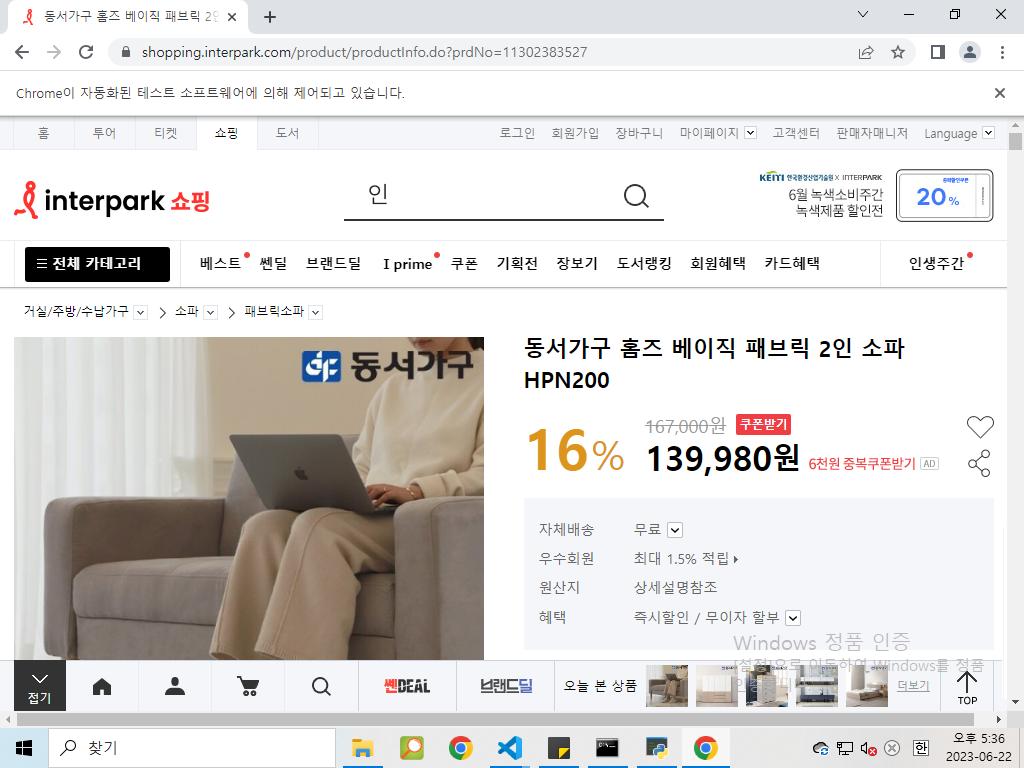 동서가구 홈즈 베이직 패브릭 2인
shopping.interpark.com/product/productInfo.do?prdNo=11302383527
Chrome이 자동화된 테스트 소프트웨어에 의해 제어되고 있습니다.
홈 투어 티켓 쇼핑 도서 로그인 회원가입 장바구니 마이페이지 고객센터 판매자매니저 Language
interpark 쇼핑
인
KEITI 한국환경산업기술원 X INTERPARK
6월 녹색소비주간
녹색제품 할인전
20%
전체 카테고리 베스트 쎈딜 브랜드딜 I prime 쿠폰 기획전 장보기 도서랭킹 회원혜택 카드혜택 인생주간
거실/주방/수납가구 소파 패브릭소파
동서가구
동서가구 홈즈 베이직 패브릭 2인 소파
HPN200
16%
167,000원 쿠폰받기
139,980원 6천원 중복쿠폰받기 AD
자체배송 무료
우수회원 최대 1.5% 적립
원산지 상세설명참조
혜택 즉시할인 / 무이자 할부
Windows 정품 인증
[설정]으로 이동하여 Windows를 정품
접기 쎈DEAL 브랜드딜 오늘 본 상품 더보기 TOP
찾기
한
오후 5:36
2023-06-22